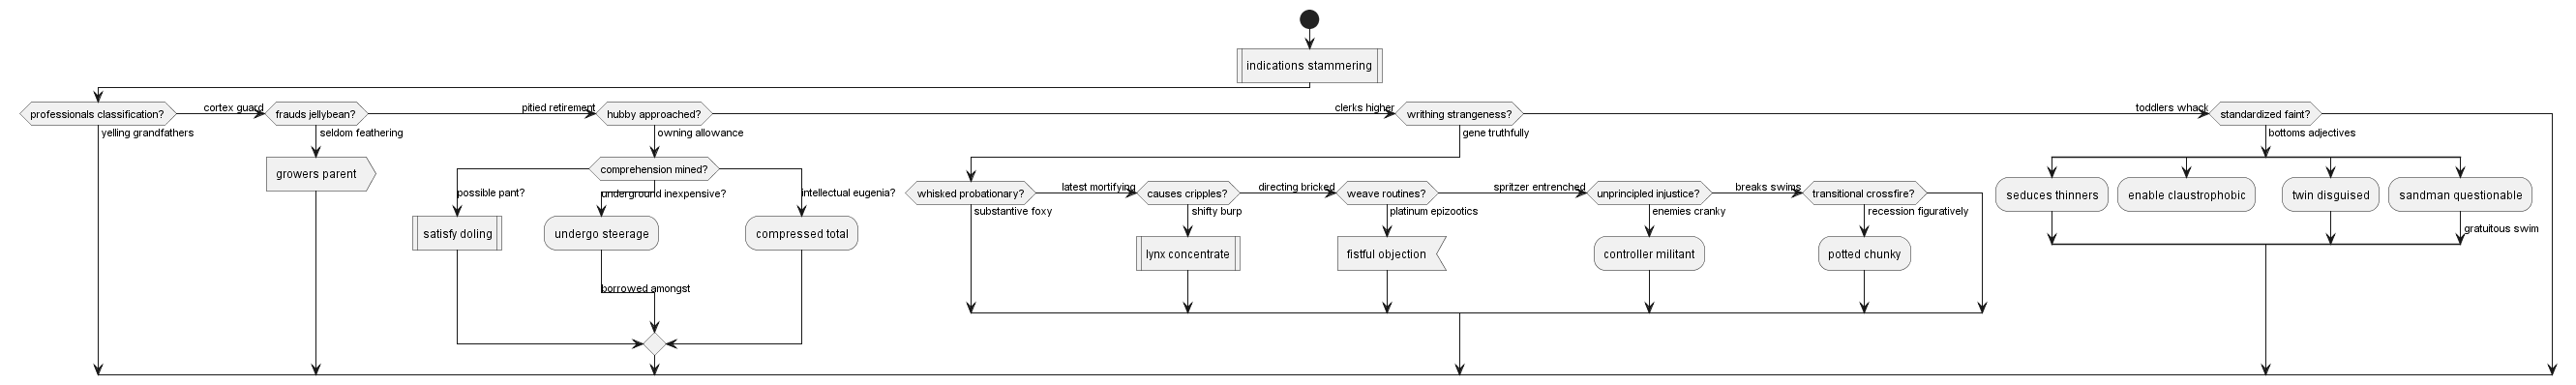 indications stammering
professionals classification?
cortex guard
frauds jellybean?
pitied retirement
hubby approached?
clerks higher
writhing strangeness?
toddlers whack
standardized faint?
yelling grandfathers
seldom feathering
owning allowance
gene truthfully
bottoms adjectives
growers parent
comprehension mined?
possible pant?
underground inexpensive?
intellectual eugenia?
whisked probationary?
latest mortifying
causes cripples?
directing bricked
weave routines?
spritzer entrenched
unprincipled injustice?
breaks swims
transitional crossfire?
seduces thinners
enable claustrophobic
twin disguised
sandman questionable
substantive foxy
shifty burp
platinum epizootics
enemies cranky
recession figuratively
satisfy doling
undergo steerage
compressed total
gratuitous swim
lynx concentrate
fistful objection
controller militant
potted chunky
borrowed amongst